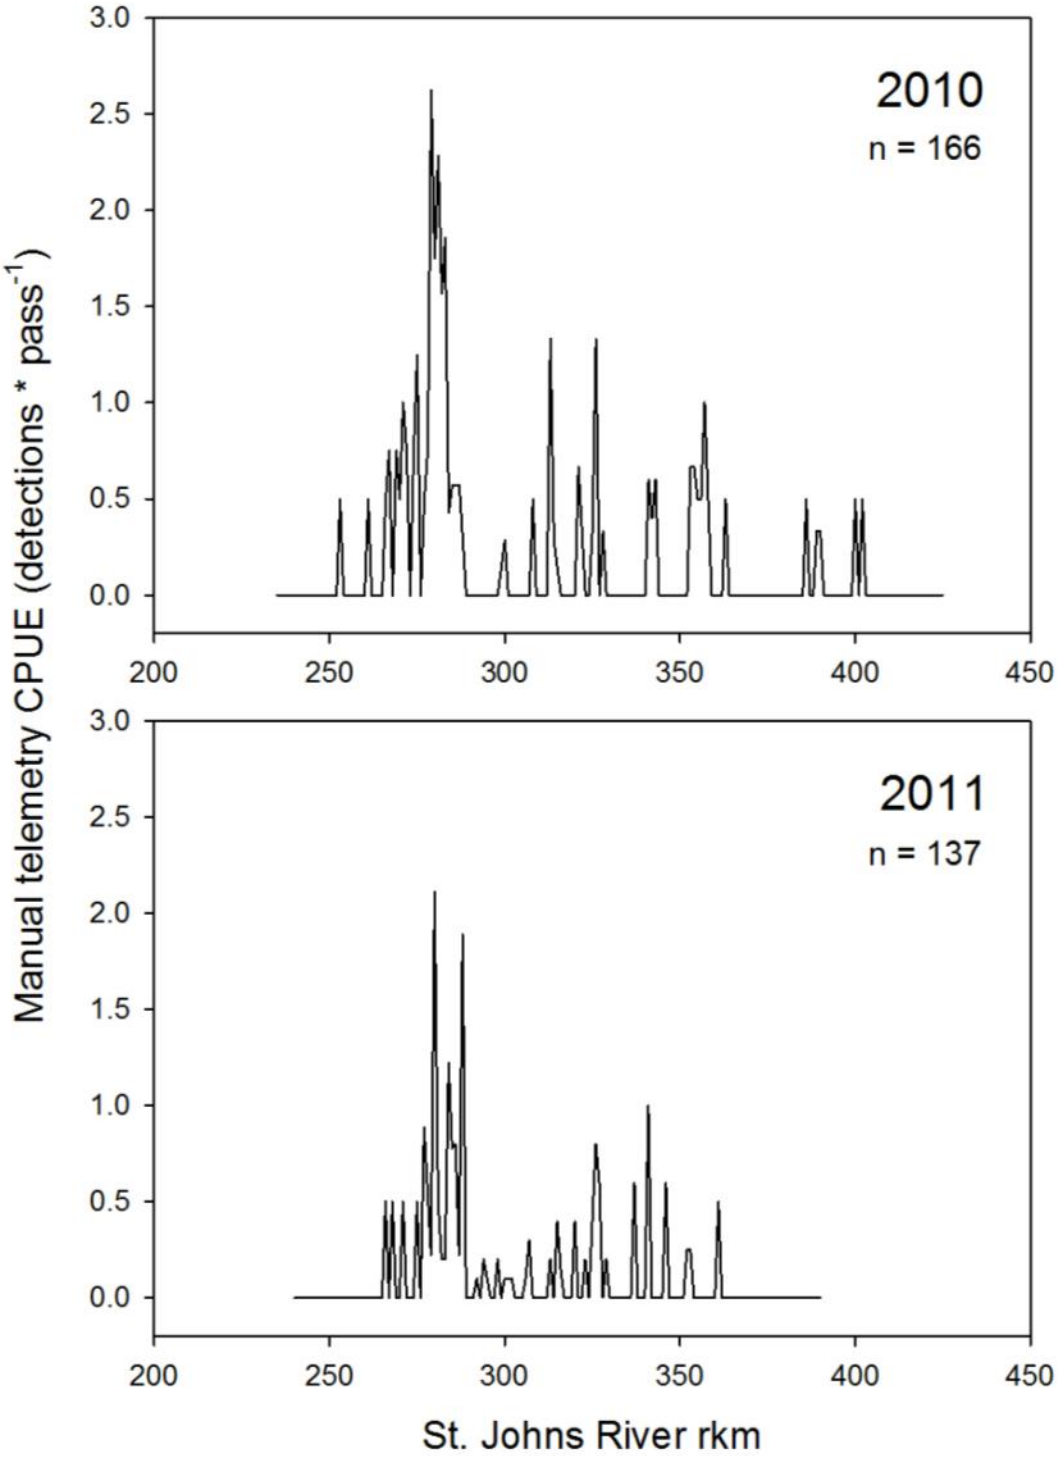 Manual telemetry CPUE (detections * pass-1)
3.0
2.5
2.0
1.5
1.0
0.5
0.0
2010
n = 166
200 250 300 350 400 450
3.0
2.5
2.0
1.5
1.0
0.5
0.0
2011
n = 137
200 250 300 350 400 450
St. Johns River rkm